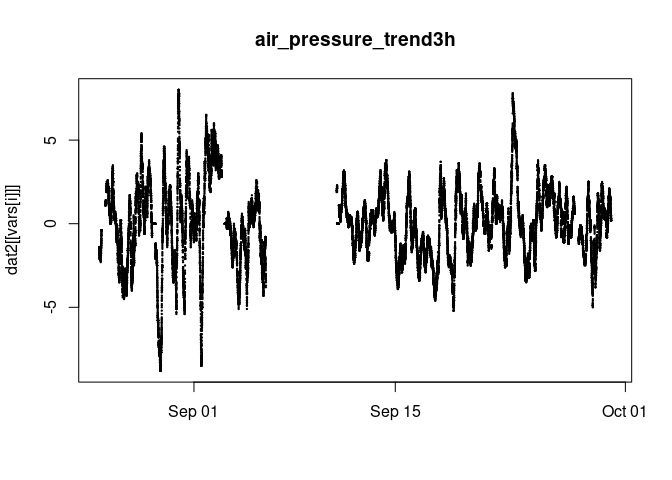 air_pressure_trend3h
dat2[[vars[i]]]
5
0
-5
Sep 01
Sep 15
Oct 01